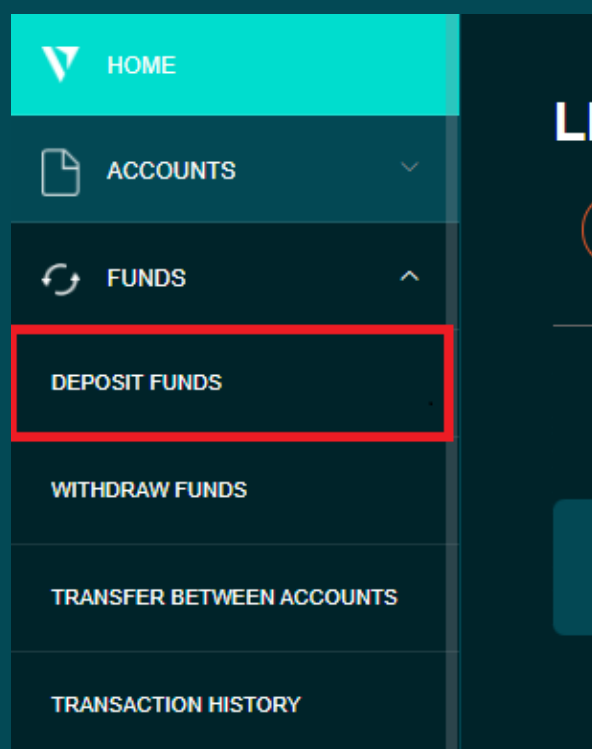 HOME
ACCOUNTS
FUNDS
DEPOSIT FUNDS
WITHDRAW FUNDS
TRANSFER BETWEEN ACCOUNTS
TRANSACTION HISTORY